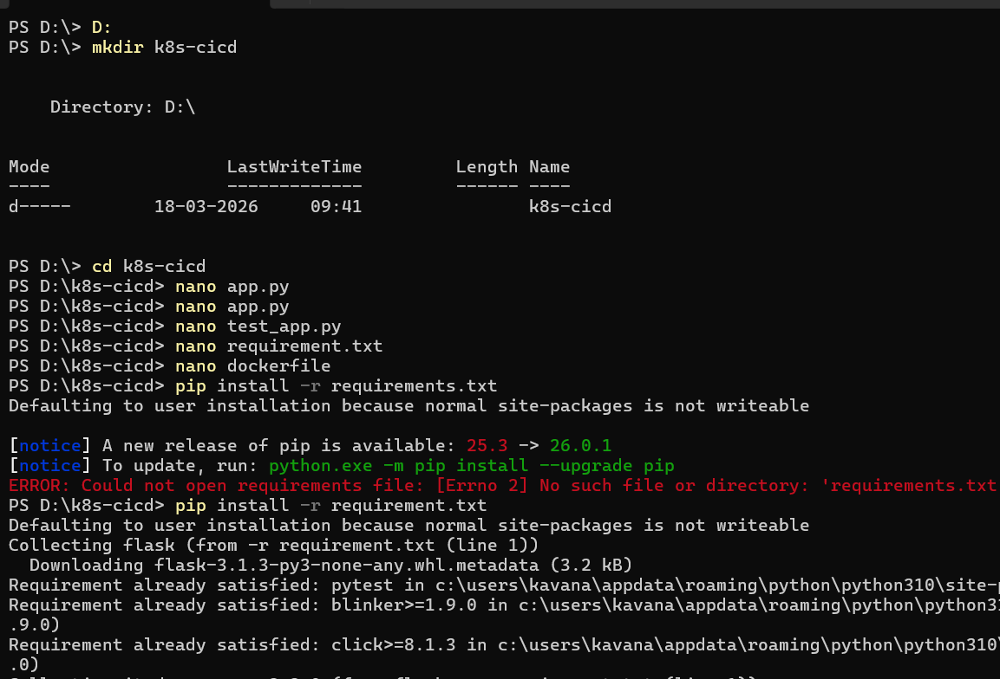 PS D:\> D:
PS D:\> mkdir k8s-cicd
Directory: D:\
Mode LastWriteTime Length Name
---- ------------- ------ ----
d----- 18-03-2026 09:41 k8s-cicd
PS D:\> cd k8s-cicd
PS D:\k8s-cicd> nano app.py
PS D:\k8s-cicd> nano app.py
PS D:\k8s-cicd> nano test_app.py
PS D:\k8s-cicd> nano requirement.txt
PS D:\k8s-cicd> nano dockerfile
PS D:\k8s-cicd> pip install -r requirements.txt
Defaulting to user installation because normal site-packages is not writeable
[notice] A new release of pip is available: 25.3 -> 26.0.1
[notice] To update, run: python.exe -m pip install --upgrade pip
ERROR: Could not open requirements file: [Errno 2] No such file or directory: 'requirements.txt
PS D:\k8s-cicd> pip install -r requirement.txt
Defaulting to user installation because normal site-packages is not writeable
Collecting flask (from -r requirement.txt (line 1))
Downloading flask-3.1.3-py3-none-any.whl.metadata (3.2 kB)
Requirement already satisfied: pytest in c:\users\kavana\appdata\roaming\python\python310\site-
Requirement already satisfied: blinker>=1.9.0 in c:\users\kavana\appdata\roaming\python\python3
.9.0)
Requirement already satisfied: click>=8.1.3 in c:\users\kavana\appdata\roaming\python\python310\
.0)